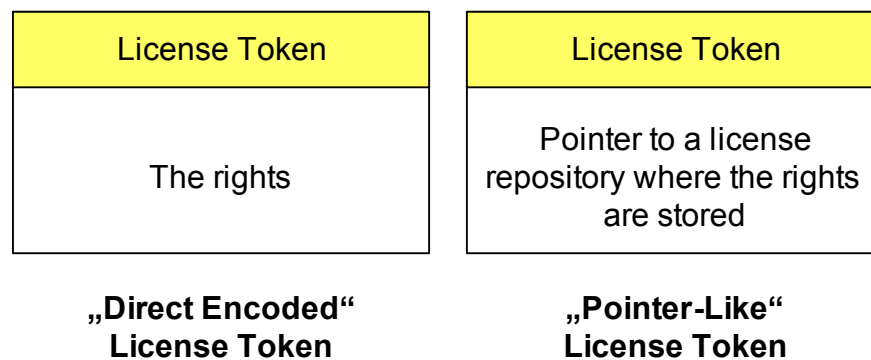 License Token
The rights
„Direct Encoded“
License Token
License Token
Pointer to a license
repository where the rights
are stored
„Pointer-Like“
License Token